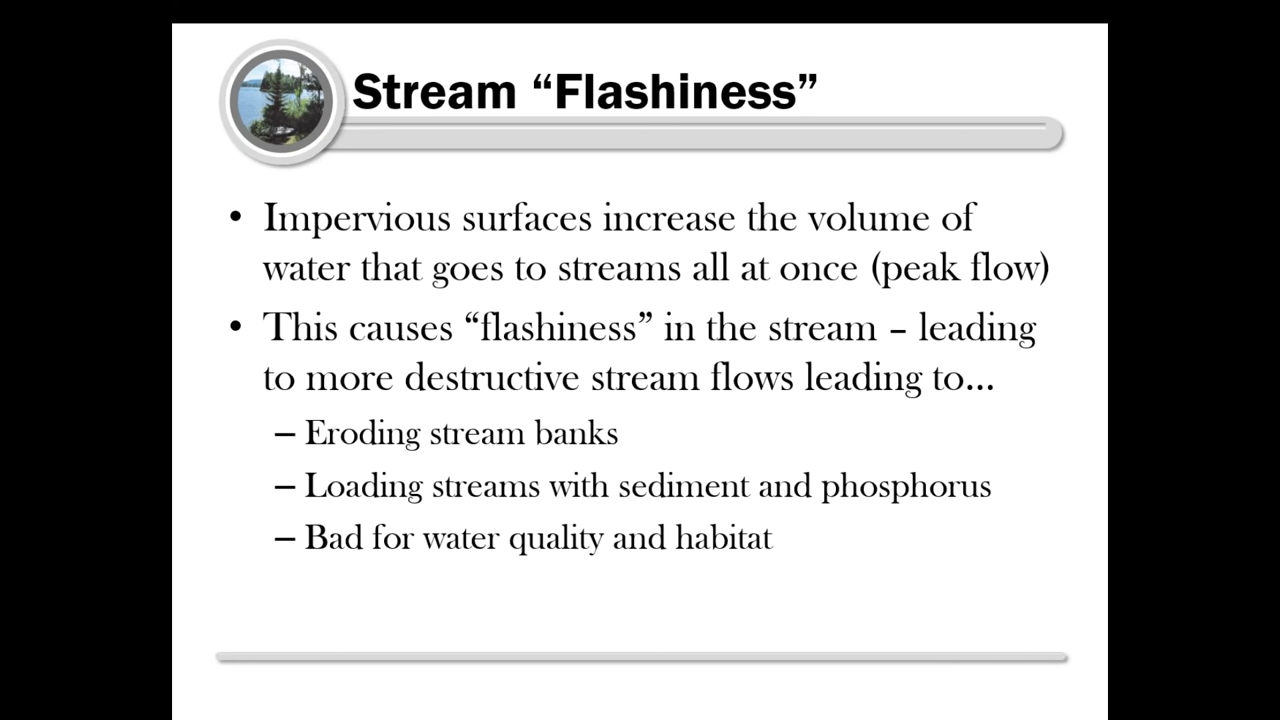 Stream “Flashiness”
• Impervious surfaces increase the volume of
water that goes to streams all at once (peak flow)
• This causes “flashiness” in the stream – leading
to more destructive stream flows leading to...
– Eroding stream banks
– Loading streams with sediment and phosphorus
– Bad for water quality and habitat